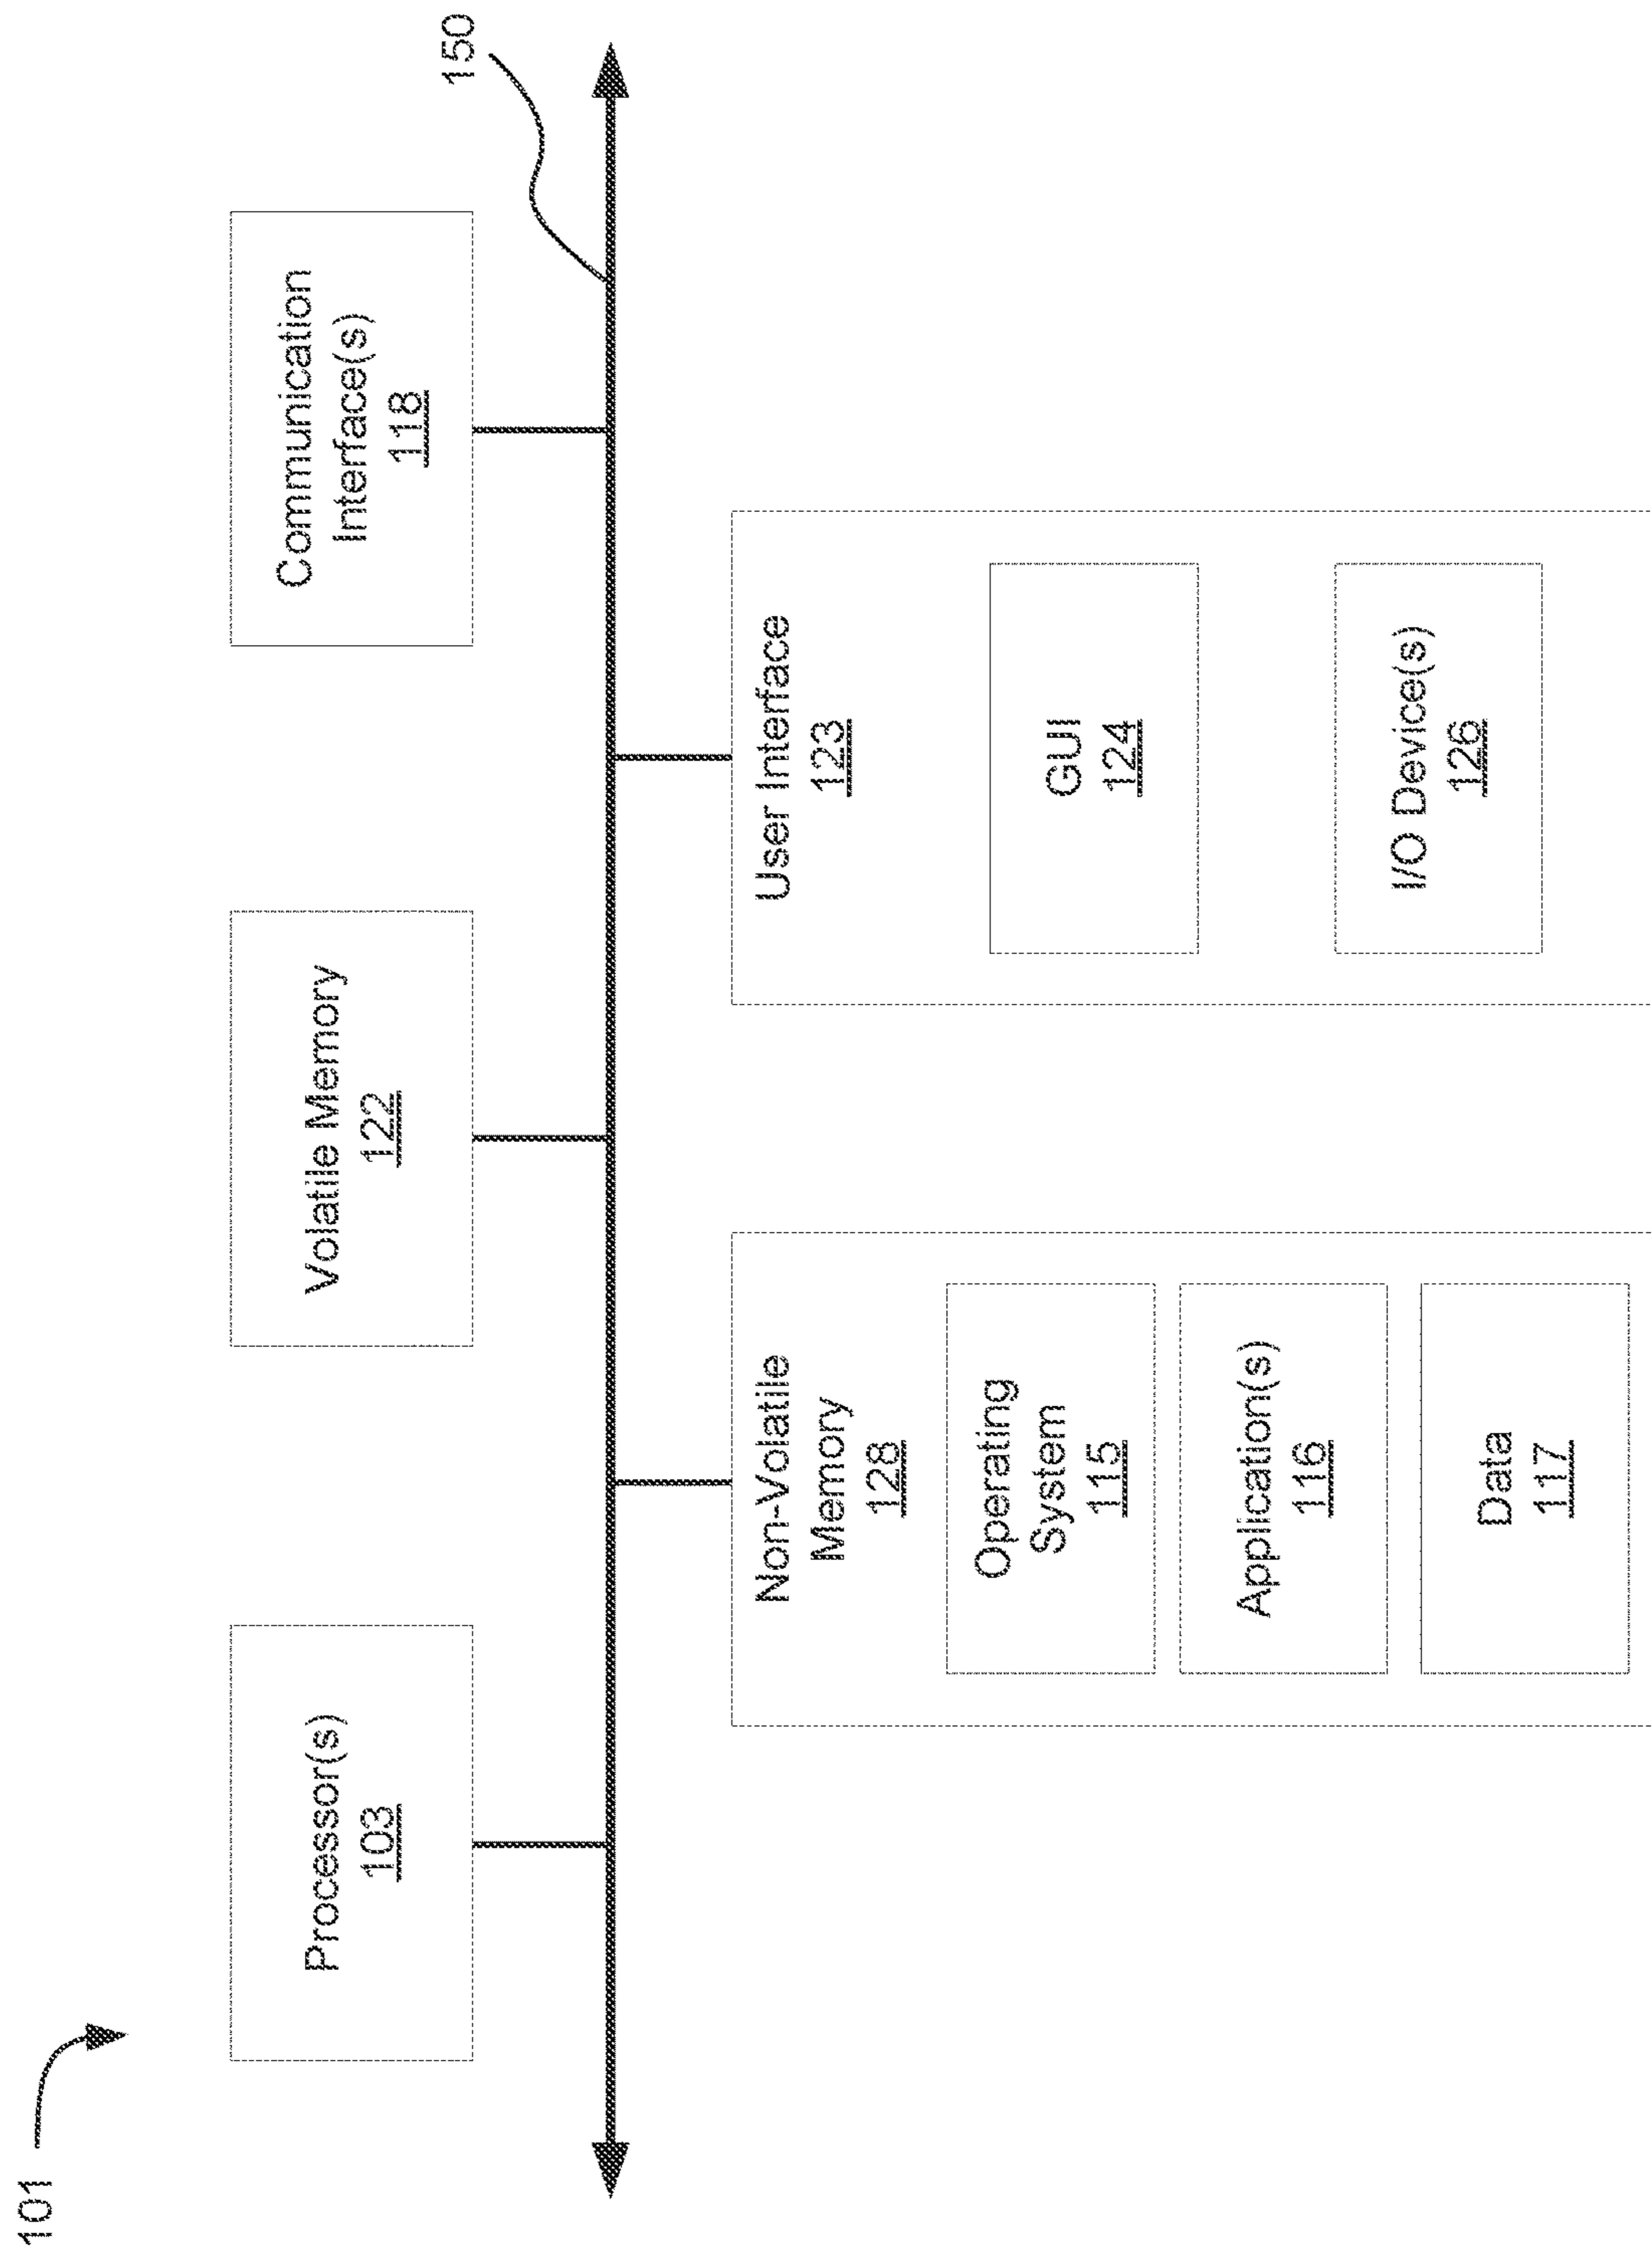 101
Processor(s)
103
Volatile Memory
122
Communication
Interface(s)
118
150
Non-Volatile
Memory
128
Operating
System
115
Application(s)
116
Data
117
User Interface
123
GUI
124
I/O Device(s)
126